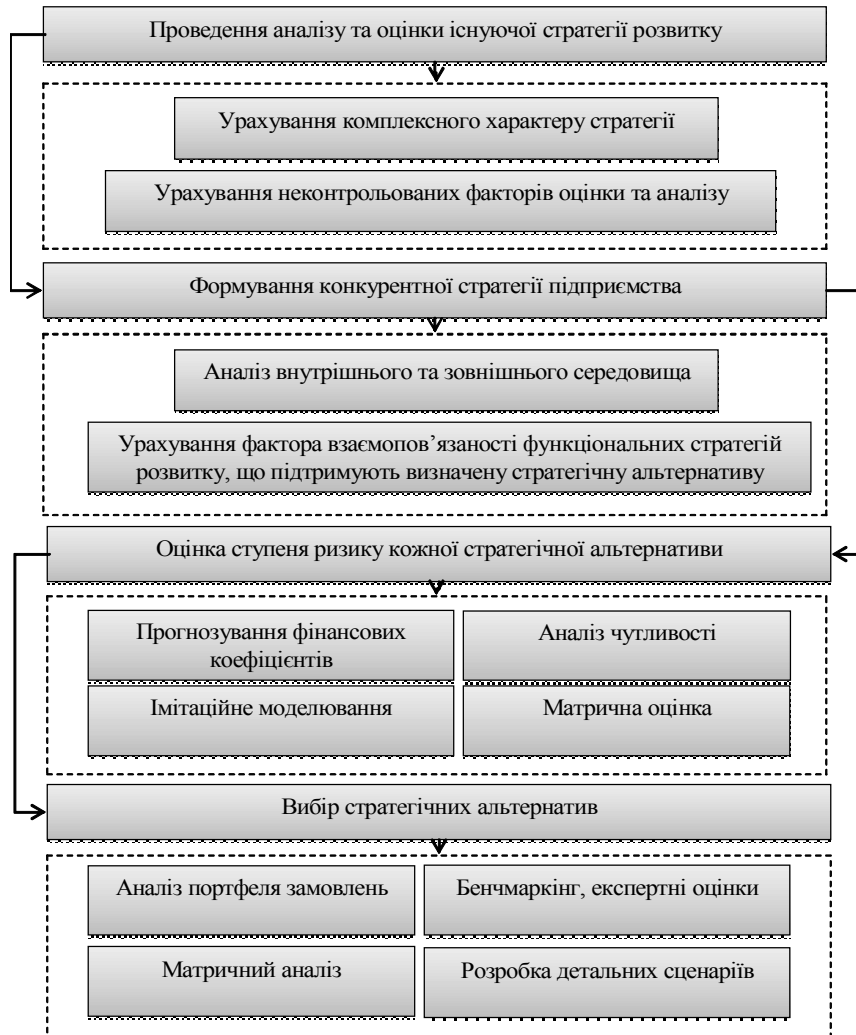 Проведення аналізу та оцінки існуючої стратегії розвитку
Урахування комплексного характеру стратегії
Урахування неконтрольованих факторів оцінки та аналізу
Формування конкурентної стратегії підприємства
Аналіз внутрішнього та зовнішнього середовища
Урахування фактора взаємопов’язаності функціональних стратегій
розвитку, що підтримують визначену стратегічну альтернативу
Оцінка ступеня ризику кожної стратегічної альтернативи
Прогнозування фінансових
коефіцієнтів
Аналіз чутливості
Імітаційне моделювання
Матрична оцінка
Вибір стратегічних альтернатив
Аналіз портфеля замовлень
Бенчмаркінг, експертні оцінки
Матричний аналіз
Розробка детальних сценаріїв